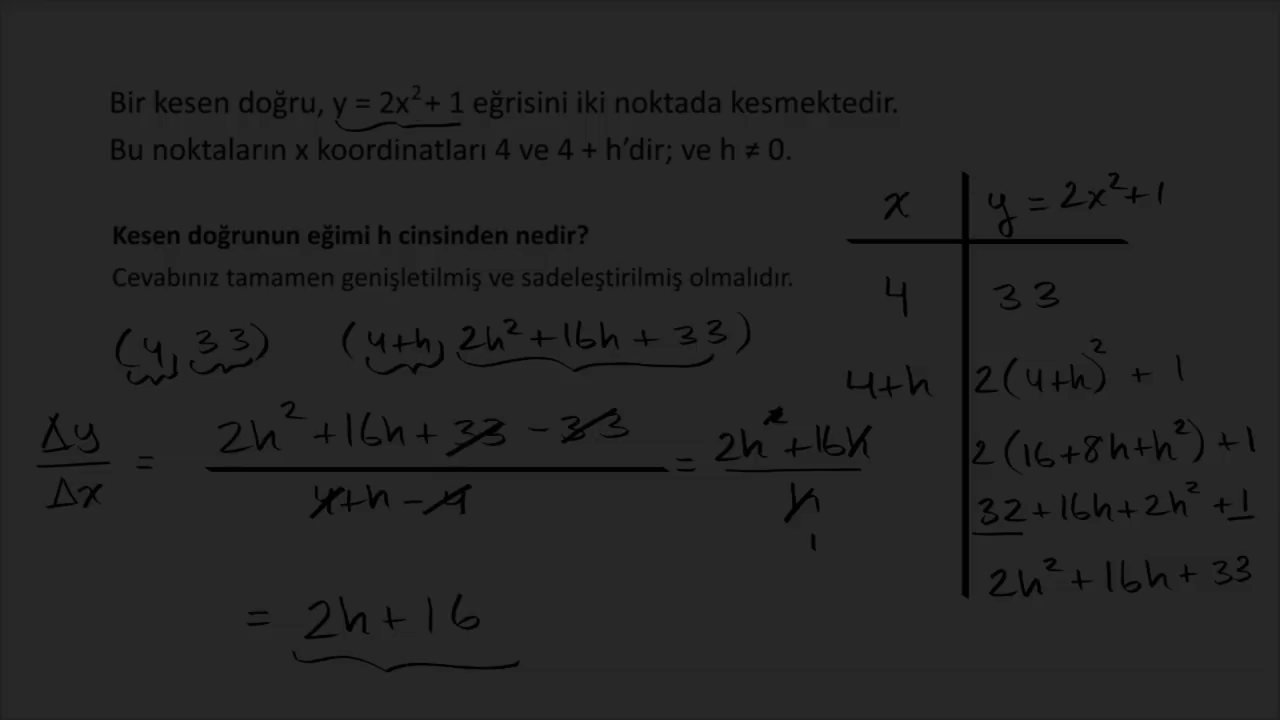 Bir kesen doğru, y = 2x² + 1 eğrisini iki noktada kesmektedir.
Bu noktaların x koordinatları 4 ve 4 + h’dir; ve h ≠ 0.
Kesen doğrunun eğimi h cinsinden nedir?
Cevabınız tamamen genişletilmiş ve sadeleştirilmiş olmalıdır.
(4, 33) (4+h, 2h² + 16h + 33)
Δy/Δx = (2h² + 16h + 33 - 33)/(4+h - 4) = (2h² + 16h)/h
1
= 2h + 16
x y = 2x² + 1
4 33
4+h 2(4+h)² + 1
2(16+8h+h²) + 1
32 + 16h + 2h² + 1
2h² + 16h + 33